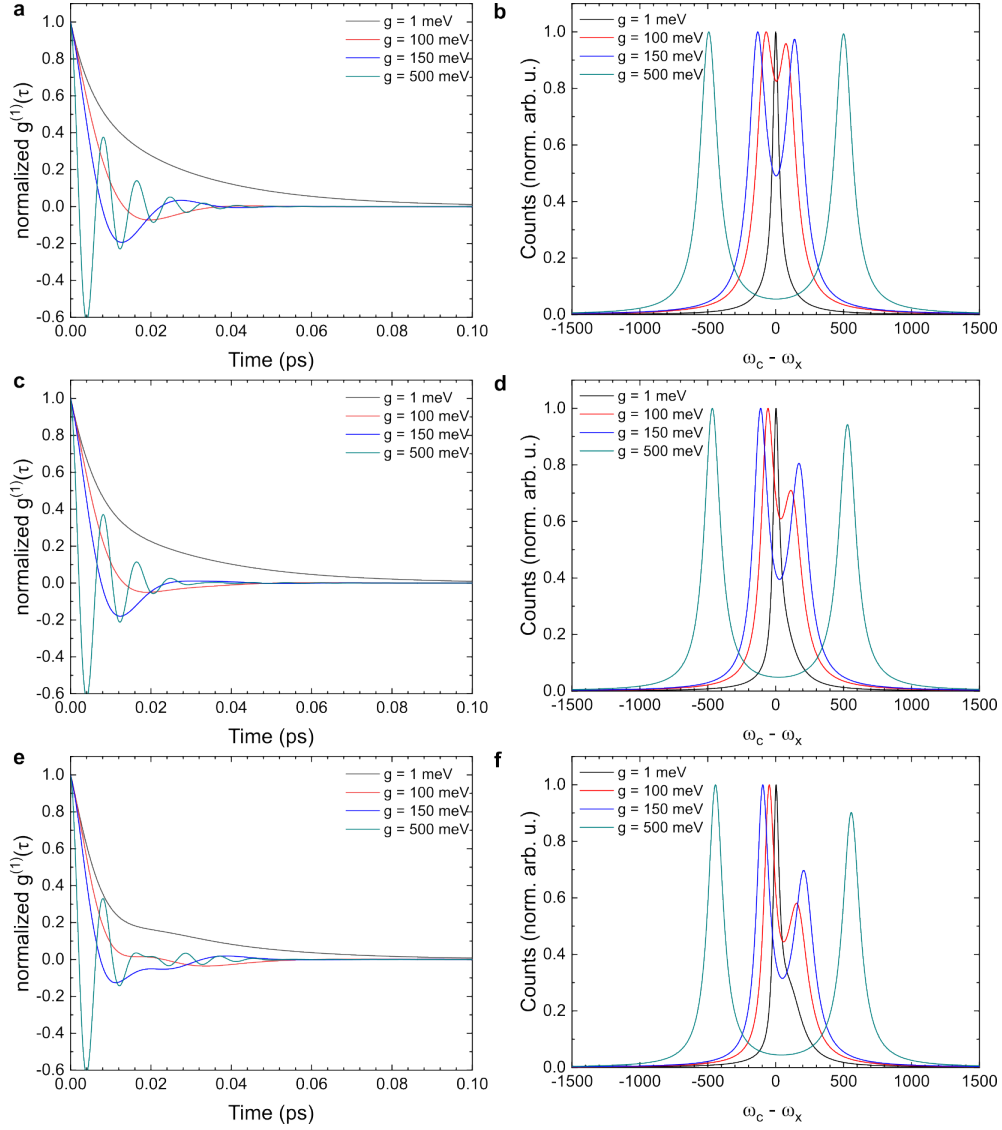 a
normalized g(1)(τ)
1.0
0.8
0.6
0.4
0.2
0.0
-0.2
-0.4
-0.6
g = 1 meV
g = 100 meV
g = 150 meV
g = 500 meV
0.00 0.02 0.04 0.06 0.08 0.10
Time (ps)
b
Counts (norm. arb. u.)
1.0
0.8
0.6
0.4
0.2
0.0
g = 1 meV
g = 100 meV
g = 150 meV
g = 500 meV
-1500 -1000 -500 0 500 1000 1500
ωc - ωx
c
normalized g(1)(τ)
1.0
0.8
0.6
0.4
0.2
0.0
-0.2
-0.4
-0.6
g = 1 meV
g = 100 meV
g = 150 meV
g = 500 meV
0.00 0.02 0.04 0.06 0.08 0.10
Time (ps)
d
Counts (norm. arb. u.)
1.0
0.8
0.6
0.4
0.2
0.0
g = 1 meV
g = 100 meV
g = 150 meV
g = 500 meV
-1500 -1000 -500 0 500 1000 1500
ωc - ωx
e
normalized g(1)(τ)
1.0
0.8
0.6
0.4
0.2
0.0
-0.2
-0.4
-0.6
g = 1 meV
g = 100 meV
g = 150 meV
g = 500 meV
0.00 0.02 0.04 0.06 0.08 0.10
Time (ps)
f
Counts (norm. arb. u.)
1.0
0.8
0.6
0.4
0.2
0.0
g = 1 meV
g = 100 meV
g = 150 meV
g = 500 meV
-1500 -1000 -500 0 500 1000 1500
ωc - ωx